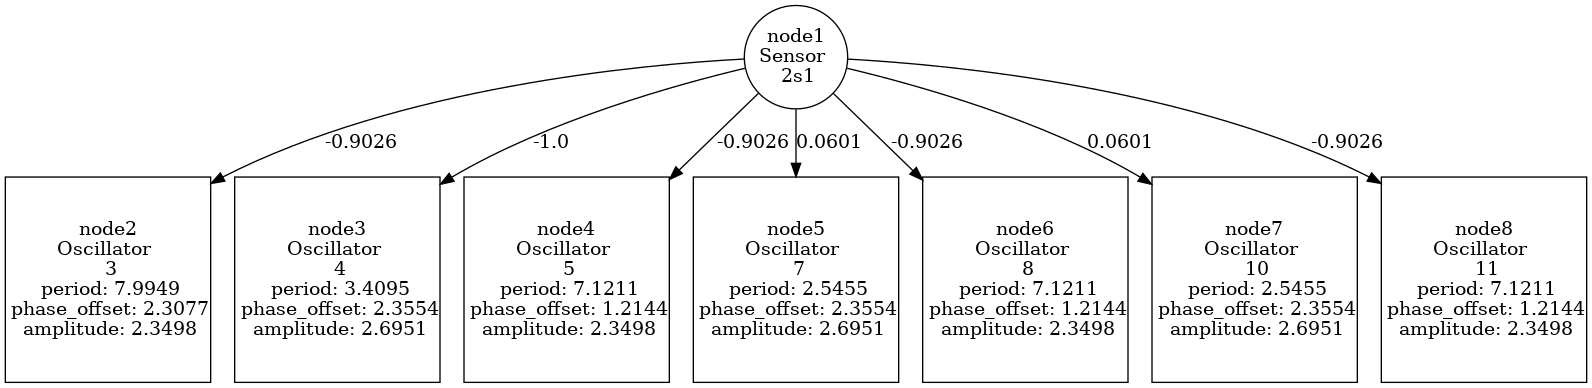 node1
Sensor
2s1
-0.9026
-1.0
-0.9026
0.0601
-0.9026
0.0601
-0.9026
node2
Oscillator
3
period: 7.9949
phase_offset: 2.3077
amplitude: 2.3498
node3
Oscillator
4
period: 3.4095
phase_offset: 2.3554
amplitude: 2.6951
node4
Oscillator
5
period: 7.1211
phase_offset: 1.2144
amplitude: 2.3498
node5
Oscillator
7
period: 2.5455
phase_offset: 2.3554
amplitude: 2.6951
node6
Oscillator
8
period: 7.1211
phase_offset: 1.2144
amplitude: 2.3498
node7
Oscillator
10
period: 2.5455
phase_offset: 2.3554
amplitude: 2.6951
node8
Oscillator
11
period: 7.1211
phase_offset: 1.2144
amplitude: 2.3498